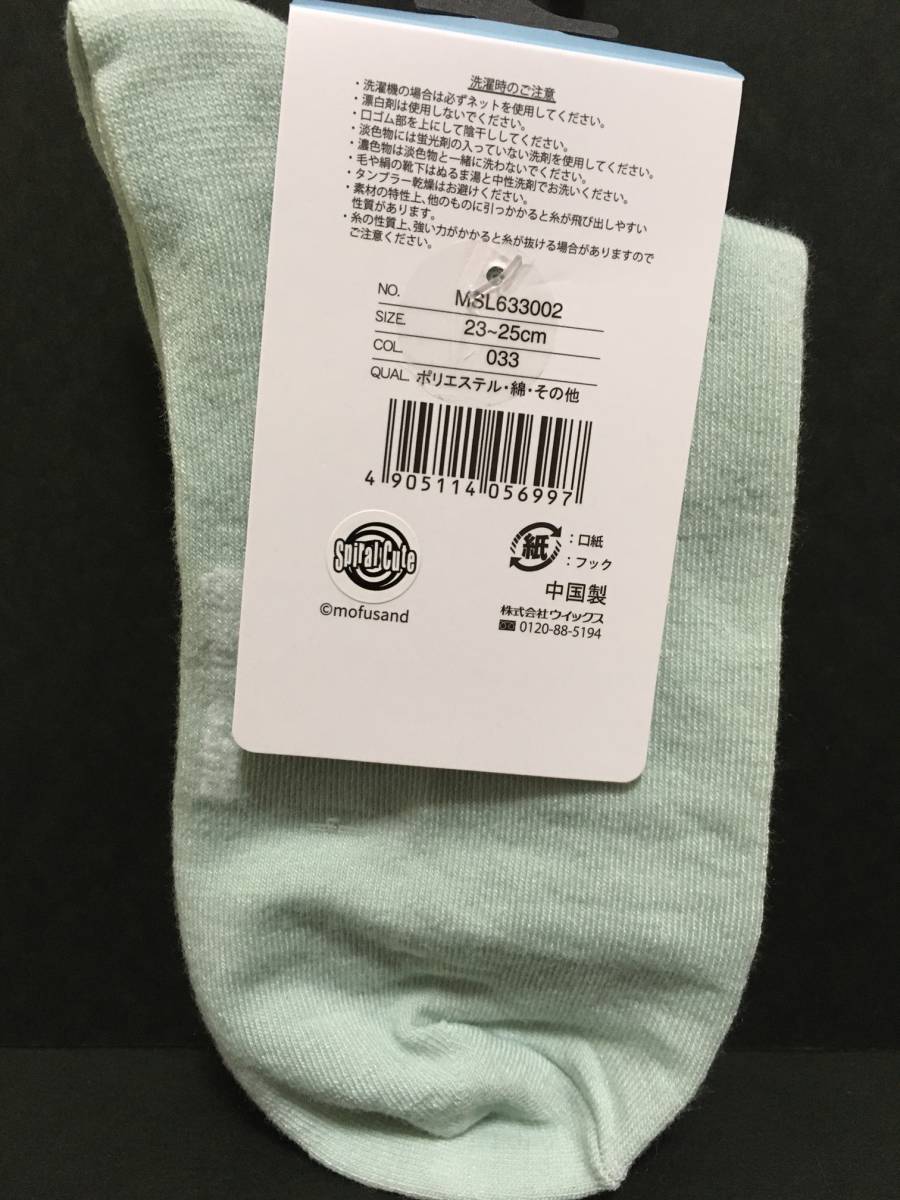 洗濯時のご注意
・洗濯機の場合は必ずネットを使用してください。
・漂白剤は使用しないでください。
・口ゴム部を上にして陰干ししてください。
・淡色物には蛍光剤の入っていない洗剤を使用してください。
・濃色物は淡色物と一緒に洗わないでください。
・毛や絹の靴下はぬるま湯と中性洗剤でお洗いください。
・タンブラー乾燥はお避けください。
・素材の特性上、他のものに引っかかると糸が飛び出しやすい
性質があります。
・糸の性質上、強い力がかかると糸が抜ける場合がありますので
ご注意ください。
NO. MSL633002
SIZE. 23~25cm
COL. 033
QUAL. ポリエステル・綿・その他
4 905114 056997
Spiral Cute
©mofusand
紙 :口紙
:フック
中国製
株式会社ウイックス
0120-88-5194